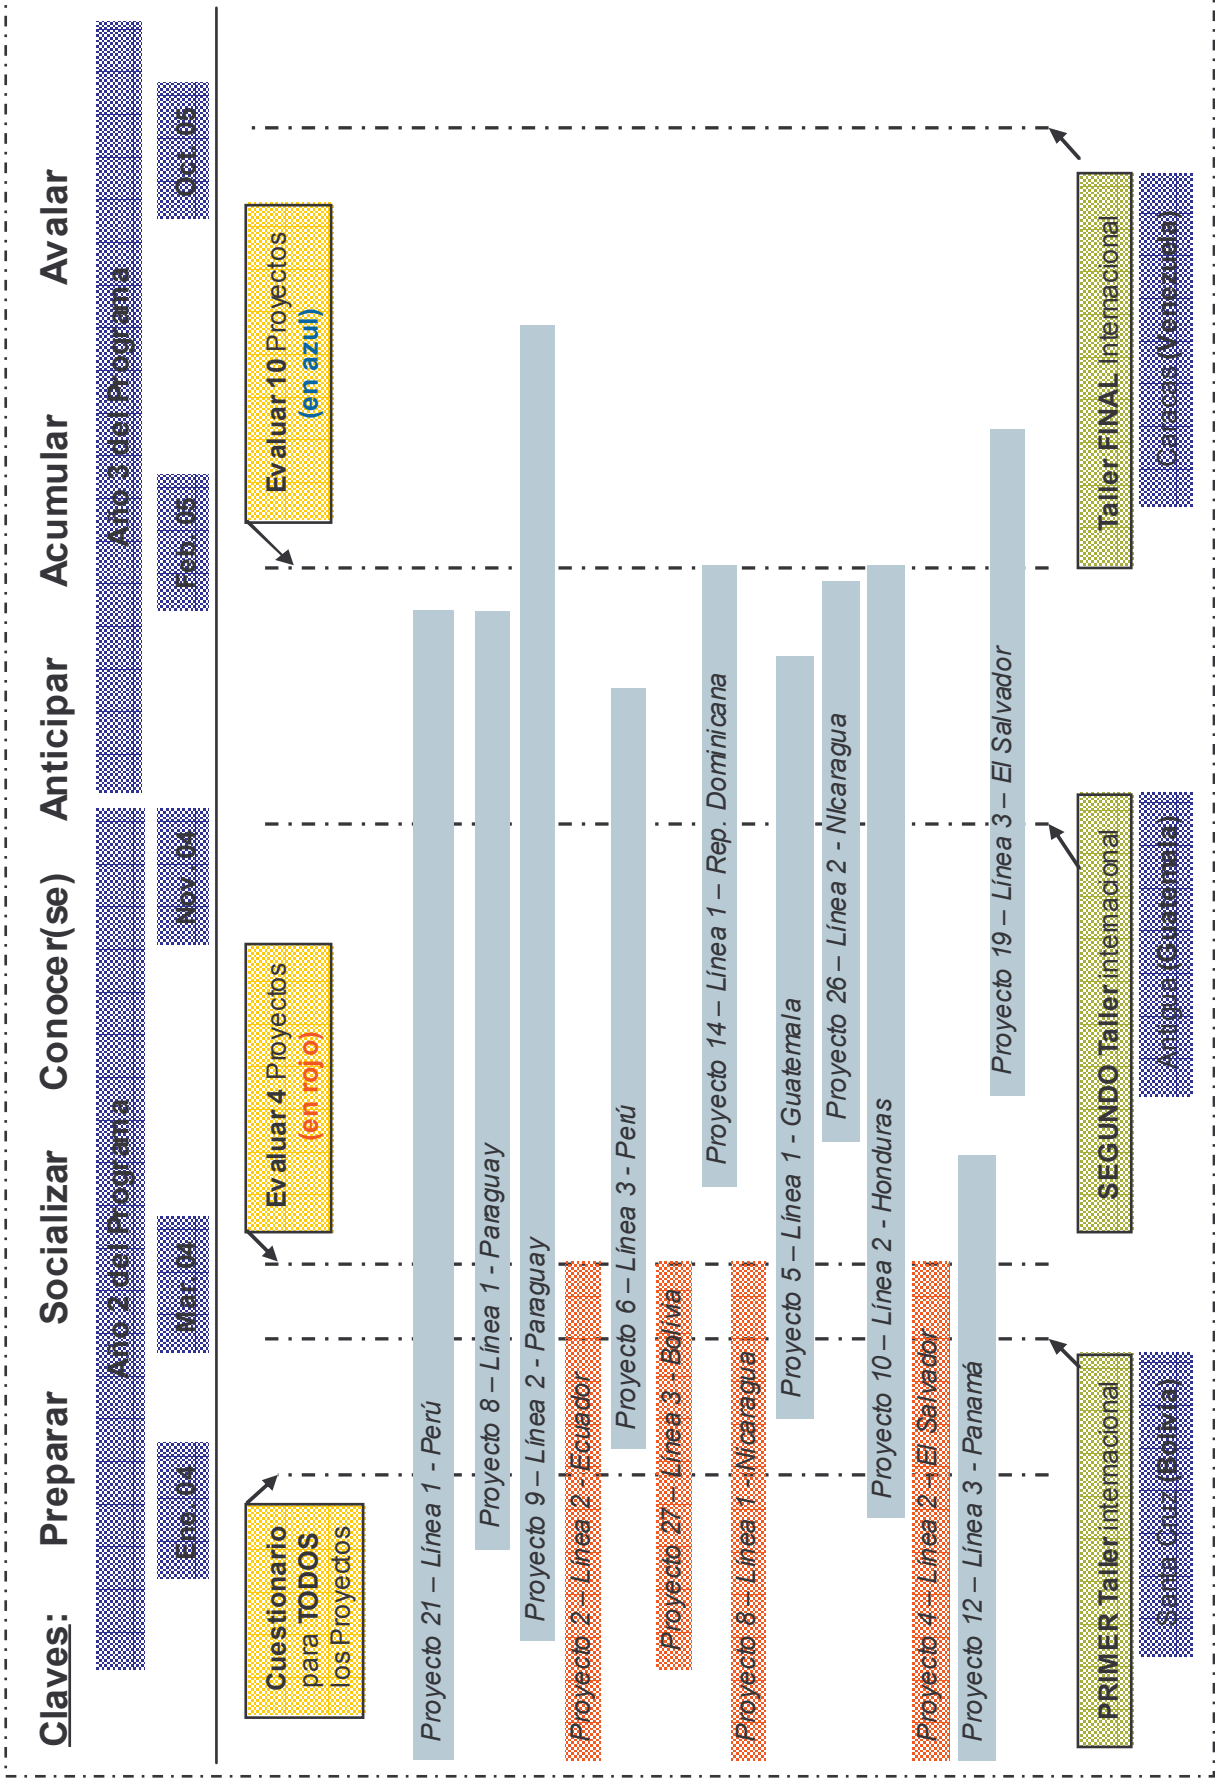 Claves: Preparar Socializar Conocer(se) Anticipar Acumular Avalar
Año 2 del Programa
Año 3 del Programa
Ene. 04
Mar. 04
Nov. 04
Feb. 05
Oct. 05
Cuestionario
para TODOS
los Proyectos
Evaluar 4 Proyectos
(en rojo)
Evaluar 10 Proyectos
(en azul)
Proyecto 21 – Línea 1 - Perú
Proyecto 8 – Línea 1 - Paraguay
Proyecto 9 – Línea 2 - Paraguay
Proyecto 2 – Línea 2 - Ecuador
Proyecto 6 – Línea 3 - Perú
Proyecto 27 – Línea 3 - Bolivia
Proyecto 14 – Línea 1 – Rep. Dominicana
Proyecto 8 – Línea 1 - Nicaragua
Proyecto 5 – Línea 1 - Guatemala
Proyecto 26 – Línea 2 - NIcaragua
Proyecto 10 – Línea 2 - Honduras
Proyecto 4 – Línea 2 – El Salvador
Proyecto 12 – Línea 3 - Panamá
Proyecto 19 – Línea 3 – El Salvador
PRIMER Taller internacional
Santa Cruz (Bolivia)
SEGUNDO Taller internacional
Antigua (Guatemala)
Taller FINAL Internacional
Caracas (Venezuela)